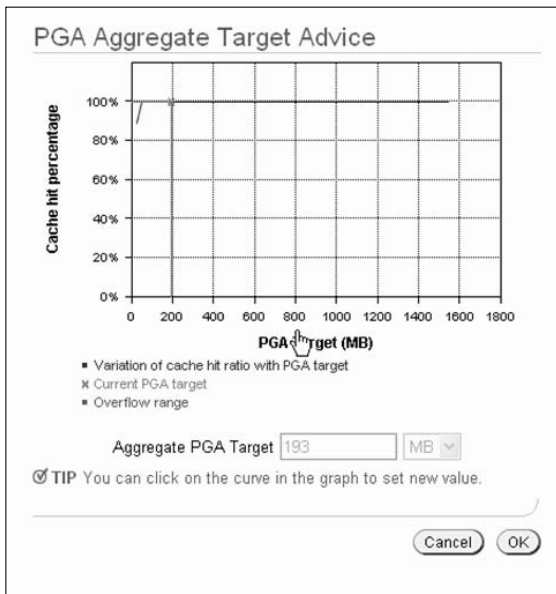 PGA Aggregate Target Advice
Cache hit percentage
100%
80%
60%
40%
20%
0%
0 200 400 600 800 1000 1200 1400 1600 1800
PGA rget (MB)
Variation of cache hit ratio with PGA target
Current PGA target
Overflow range
Aggregate PGA Target 193 MB
TIP You can click on the curve in the graph to set new value.
Cancel OK